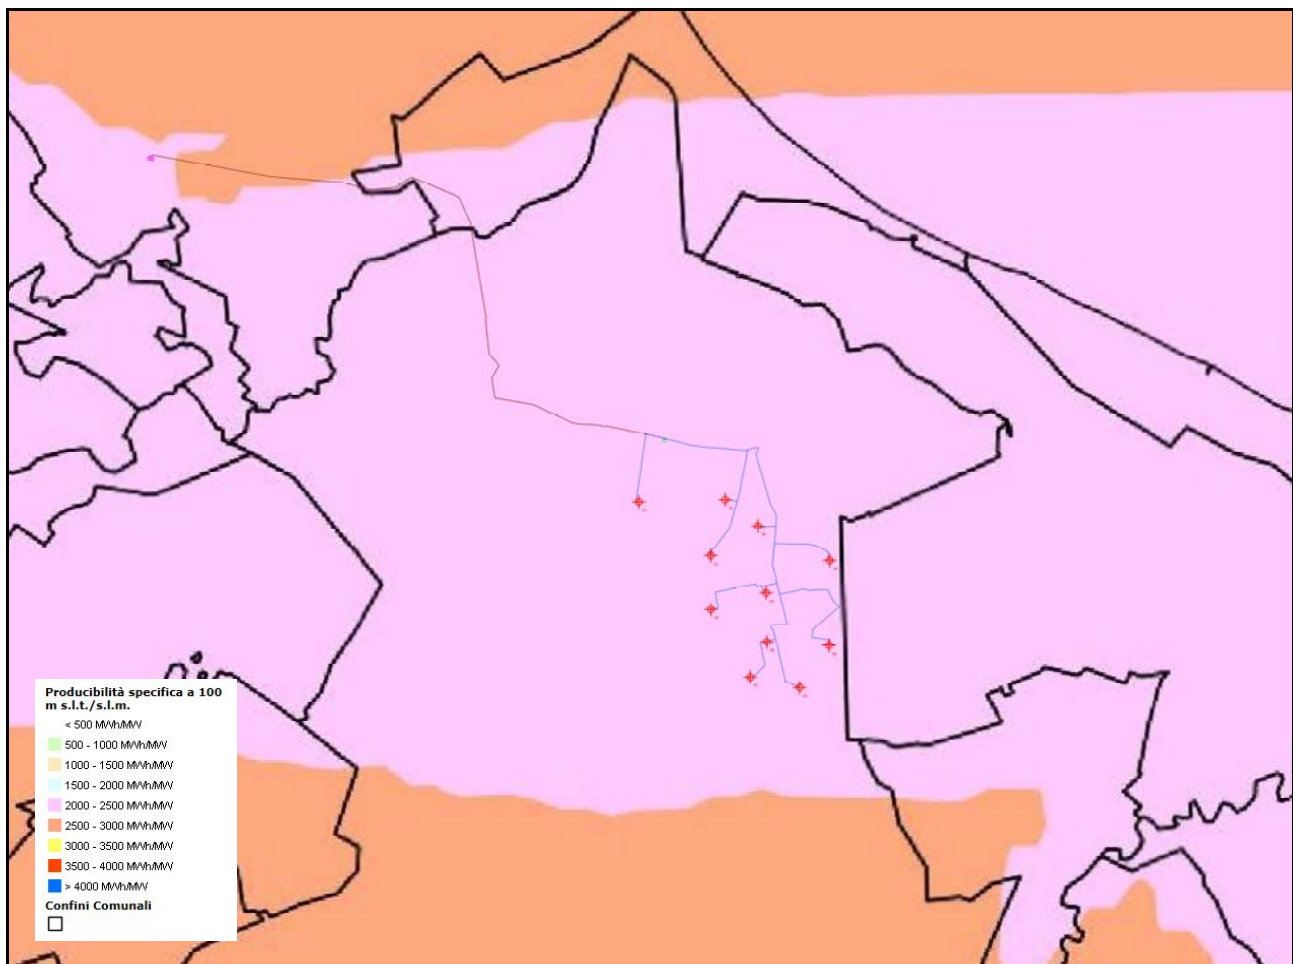 Producibilità specifica a 100
m s.l.t./s.l.m.
< 500 MWh/MW
500 - 1000 MWh/MW
1000 - 1500 MWh/MW
1500 - 2000 MWh/MW
2000 - 2500 MWh/MW
2500 - 3000 MWh/MW
3000 - 3500 MWh/MW
3500 - 4000 MWh/MW
> 4000 MWh/MW
Confini Comunali